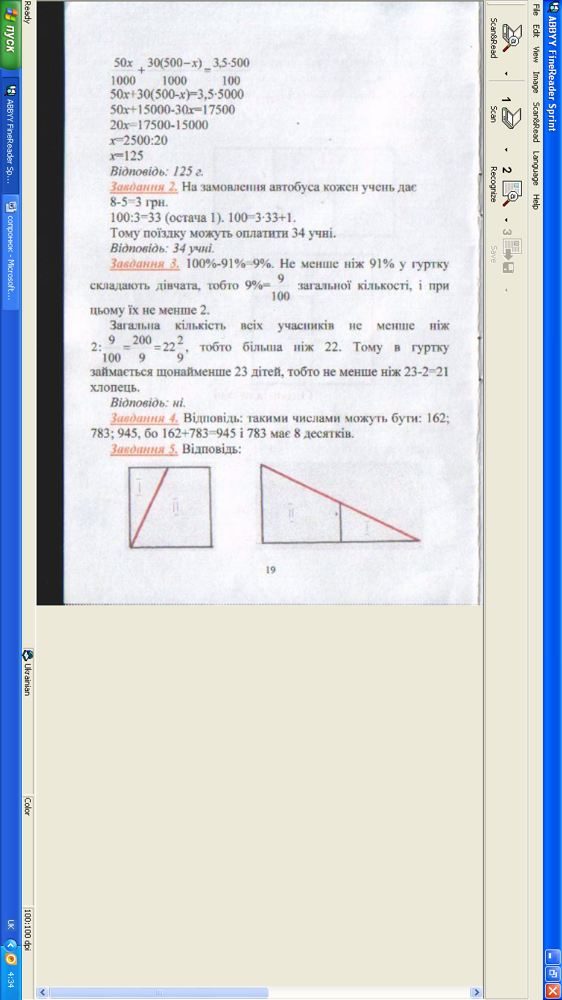 ABBYY FineReader Sprint
File Edit View Image Scan&Read Language Help
Scan&Read
1
Scan
2
Recognize
3
Save
50x/1000 + 30(500−x)/1000 = 3,5·500/100
50x+30(500-x)=3,5·5000
50x+15000-30x=17500
20x=17500-15000
x=2500:20
x=125
Відповідь: 125 г.
Завдання 2. На замовлення автобуса кожен учень дає
8-5=3 грн.
100:3=33 (остача 1). 100=3·33+1.
Тому поїздку можуть оплатити 34 учні.
Відповідь: 34 учні.
Завдання 3. 100%-91%=9%. Не менше ніж 91% у гуртку
складають дівчата, тобто 9%= 9/100 загальної кількості, і при
цьому їх не менше 2.
Загальна кількість всіх учасників не менше ніж
2: 9/100 = 200/9 = 22 2/9, тобто більша ніж 22. Тому в гуртку
займається щонайменше 23 дітей, тобто не менше ніж 23-2=21
хлопець.
Відповідь: ні.
Завдання 4. Відповідь: такими числами можуть бути: 162;
783; 945, бо 162+783=945 і 783 має 8 десятків.
Завдання 5. Відповідь:
I
II
II
I
19
Ready
Ukrainian
Color
100:100 dpi
пуск
ABBYY FineReader Sp...
сопронюк - Microsoft...
UK
4:34